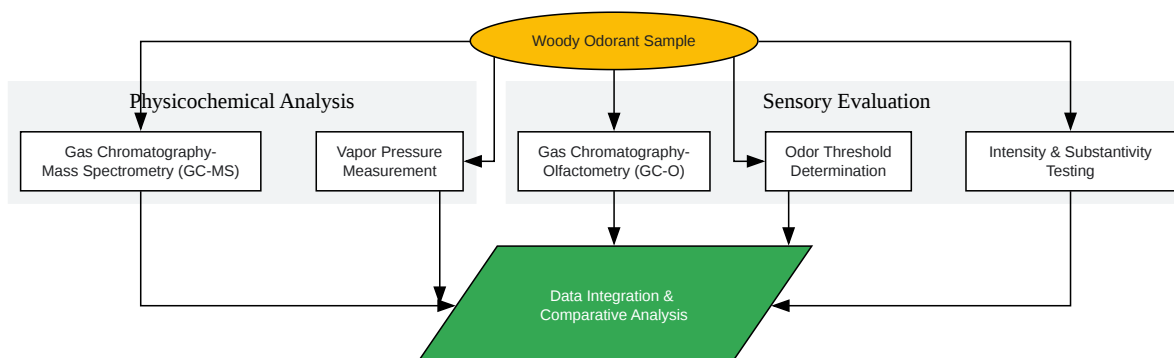 Woody Odorant Sample
Physicochemical Analysis
Sensory Evaluation
Gas Chromatography-
Mass Spectrometry (GC-MS)
Vapor Pressure
Measurement
Gas Chromatography-
Olfactometry (GC-O)
Odor Threshold
Determination
Intensity & Substantivity
Testing
Data Integration &
Comparative Analysis